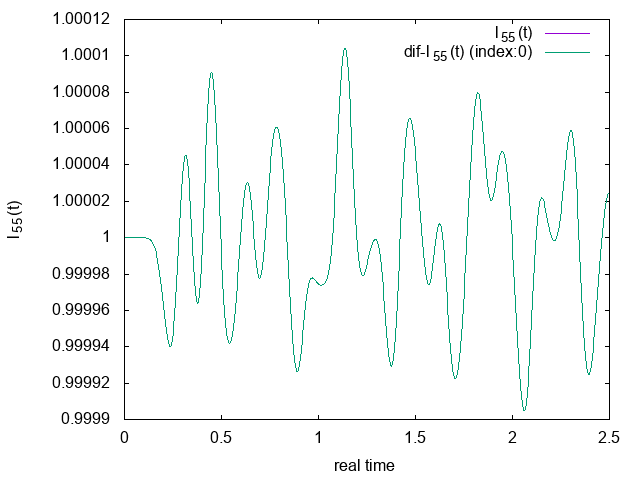 1.00012
1.0001
1.00008
1.00006
1.00004
1.00002
1
0.99998
0.99996
0.99994
0.99992
0.9999
I55(t)
I55(t)
dif-I55(t) (index:0)
0 0.5 1 1.5 2 2.5
real time